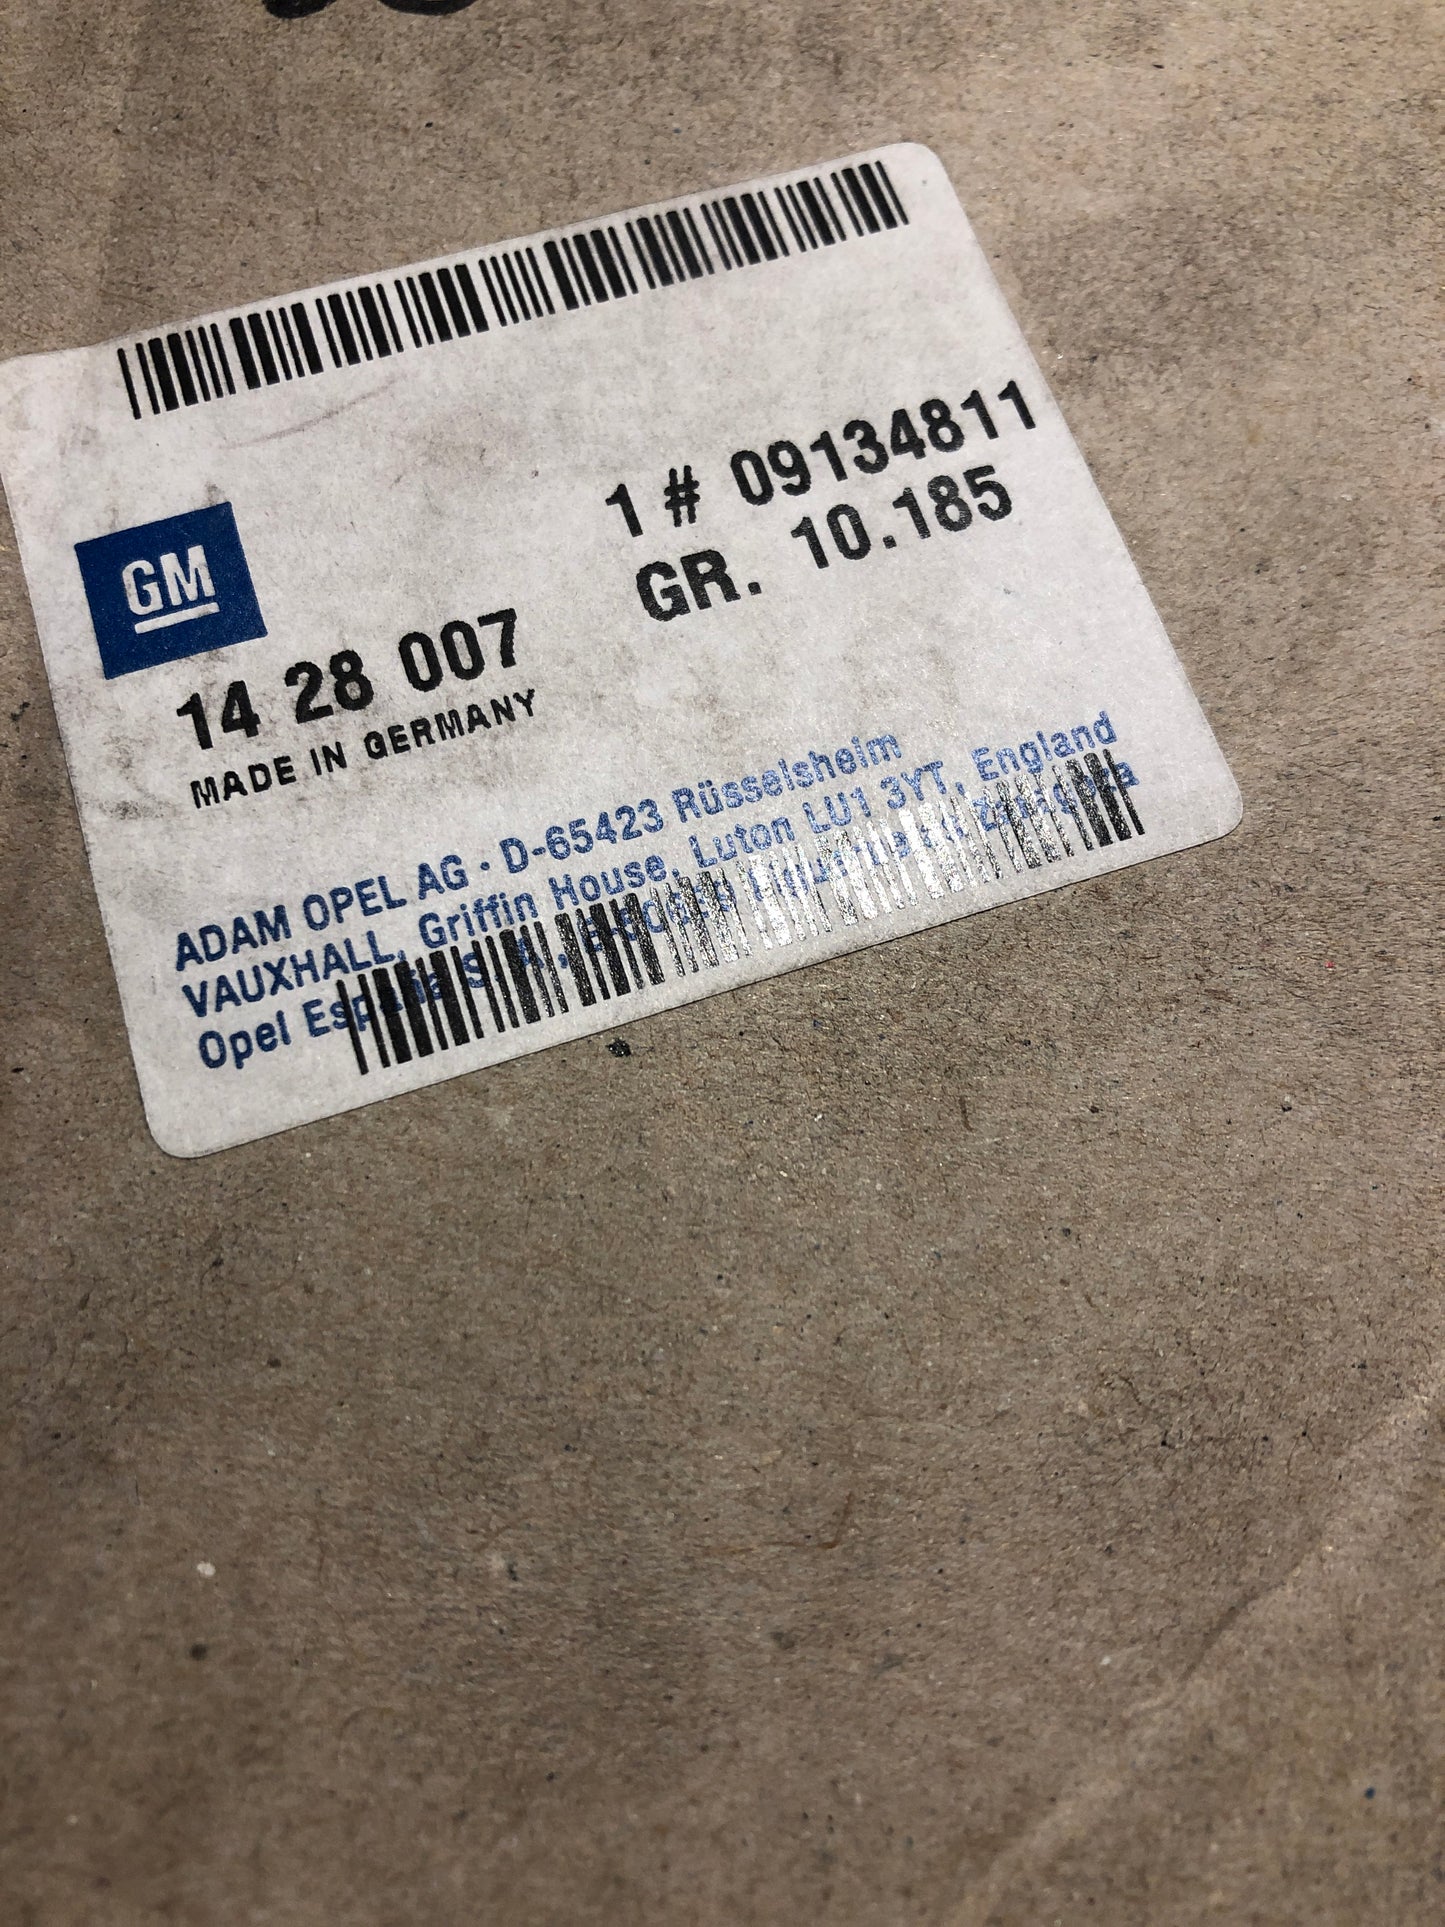 1 # 09134811
GR. 10.185
GM
14 28 007
MADE IN GERMANY
ADAM OPEL AG · D-65423 Rüsselsheim
VAUXHALL, Griffin House, Luton LU1 3YT, England
Opel España S. A.,